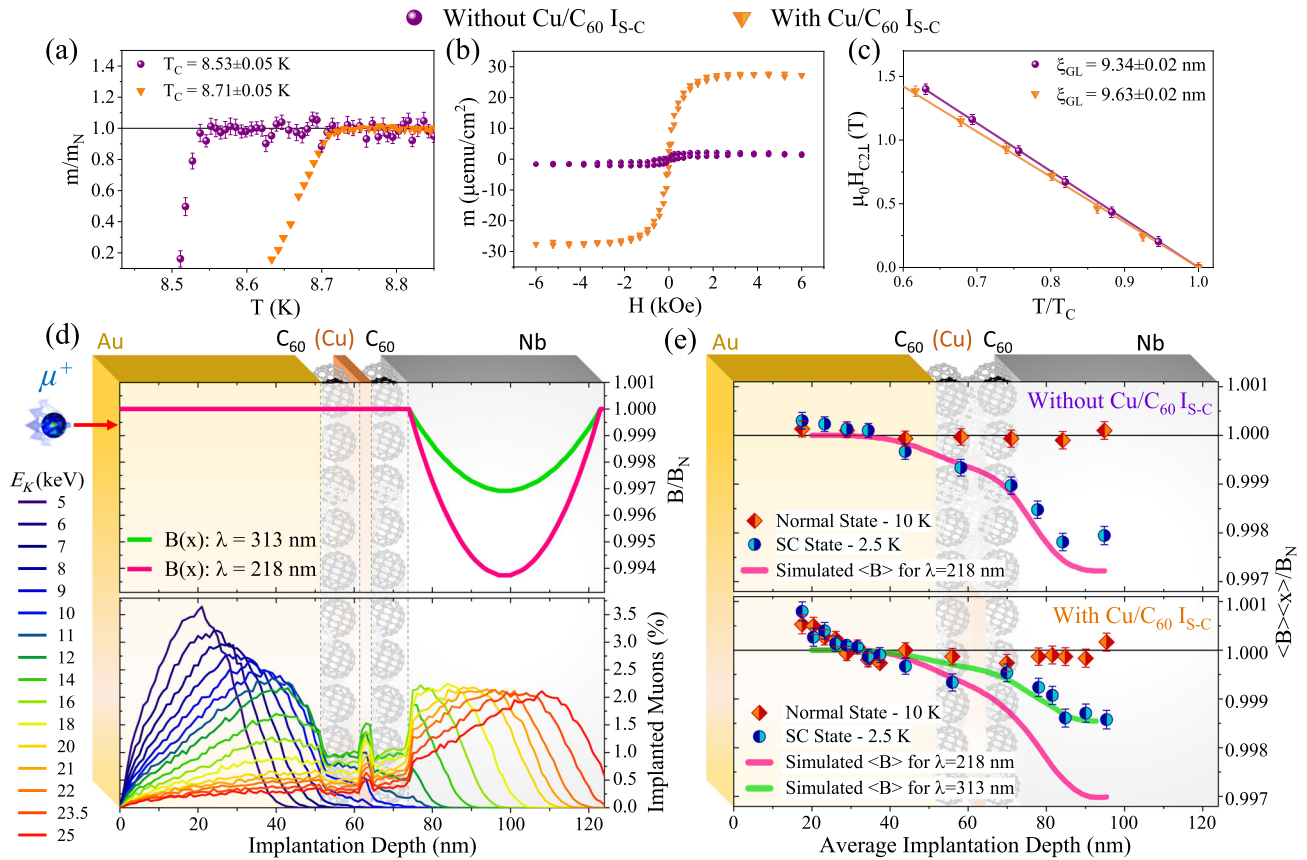 Without Cu/C60 IS-C
With Cu/C60 IS-C
(a)
TC = 8.53±0.05 K
TC = 8.71±0.05 K
1.4
1.2
1.0
0.8
0.6
0.4
0.2
m/mN
8.5
8.6
8.7
8.8
T (K)
(b)
30
20
10
0
-10
-20
-30
m (μemu/cm2)
-6
-4
-2
0
2
4
6
H (kOe)
(c)
ξGL = 9.34±0.02 nm
ξGL = 9.63±0.02 nm
1.5
1.0
0.5
0.0
μ0HC2⊥ (T)
0.6
0.7
0.8
0.9
1.0
T/TC
(d)
Au
C60
(Cu)
C60
Nb
μ+
EK(keV)
5
6
7
8
9
10
11
12
14
16
18
20
21
22
23.5
25
B(x): λ = 313 nm
B(x): λ = 218 nm
1.001
1.000
0.999
0.998
0.997
0.996
0.995
0.994
B/BN
3.5
3.0
2.5
2.0
1.5
1.0
0.5
0.0
Implanted Muons (%)
0
20
40
60
80
100
120
Implantation Depth (nm)
(e)
Au
C60
(Cu)
C60
Nb
Without Cu/C60 IS-C
Normal State - 10 K
SC State - 2.5 K
Simulated <B> for λ=218 nm
1.001
1.000
0.999
0.998
0.997
With Cu/C60 IS-C
Normal State - 10 K
SC State - 2.5 K
Simulated <B> for λ=218 nm
Simulated <B> for λ=313 nm
1.001
1.000
0.999
0.998
0.997
<B><x>/BN
0
20
40
60
80
100
120
Average Implantation Depth (nm)